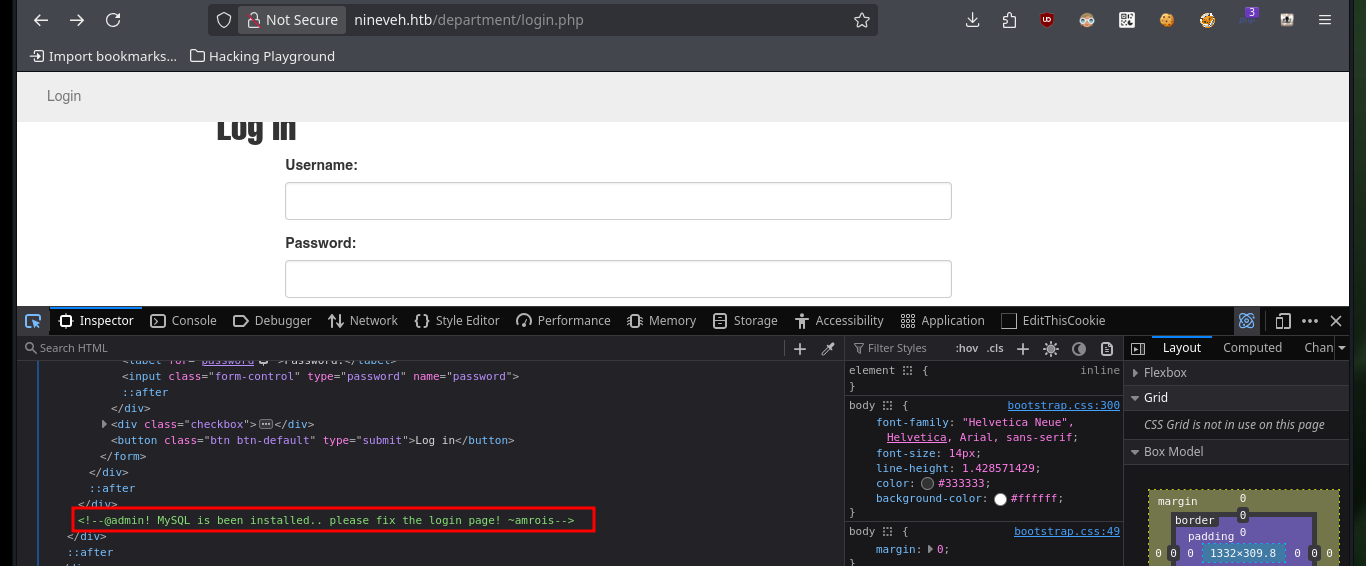 Not Secure nineveh.htb/department/login.php 3
Import bookmarks... Hacking Playground
Login
Log in
Username:
Password:
Inspector Console Debugger Network Style Editor Performance Memory Storage Accessibility Application EditThisCookie
Search HTML
<input class="form-control" type="password" name="password">
::after
</div>
<div class="checkbox"></div>
<button class="btn btn-default" type="submit">Log in</button>
</form>
</div>
::after
</div>
<!--@admin! MySQL is been installed.. please fix the login page! ~amrois-->
</div>
::after
Filter Styles :hov .cls
element { inline
}
body { bootstrap.css:300
font-family: "Helvetica Neue",
Helvetica, Arial, sans-serif;
font-size: 14px;
line-height: 1.428571429;
color: #333333;
background-color: #ffffff;
}
body { bootstrap.css:49
margin: 0;
Layout Computed Chan
Flexbox
Grid
CSS Grid is not in use on this page
Box Model
margin 0
border 0
padding 0
0 0 0 1332×309.8 0 0 0